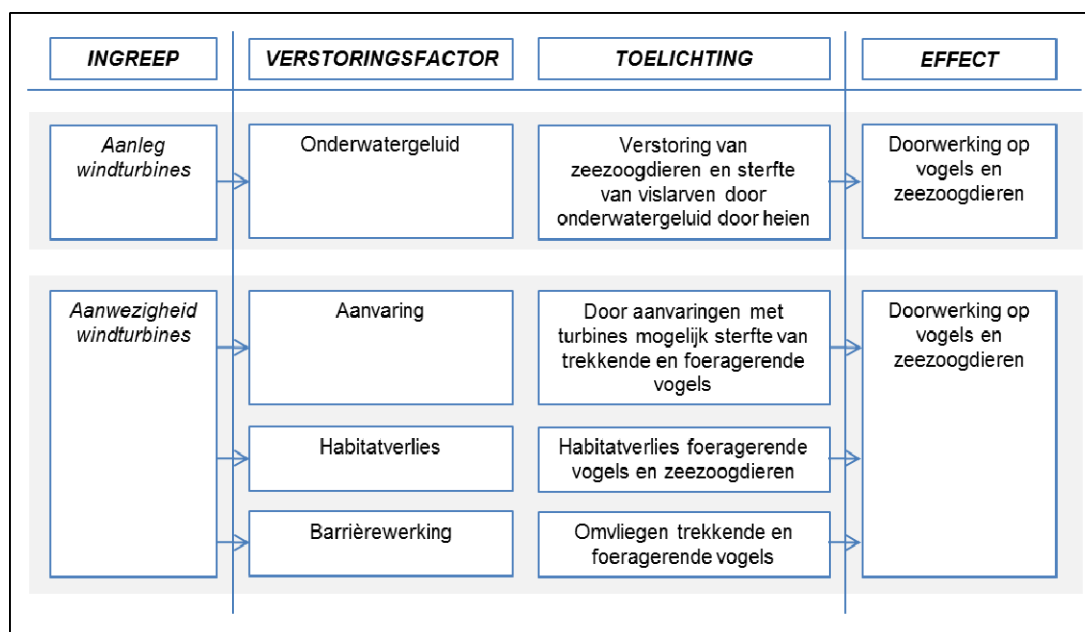 INGREEP
VERSTORINGSFACTOR
TOELICHTING
EFFECT
Aanleg
windturbines
Onderwatergeluid
Verstoring van
zeezoogdieren en sterfte
van vislarven door
onderwatergeluid door heien
Doorwerking op
vogels en
zeezoogdieren
Aanwezigheid
windturbines
Aanvaring
Door aanvaringen met
turbines mogelijk sterfte van
trekkende en foeragerende
vogels
Doorwerking op
vogels en
zeezoogdieren
Habitatverlies
Habitatverlies foeragerende
vogels en zeezoogdieren
Barrièrewerking
Omvliegen trekkende en
foeragerende vogels